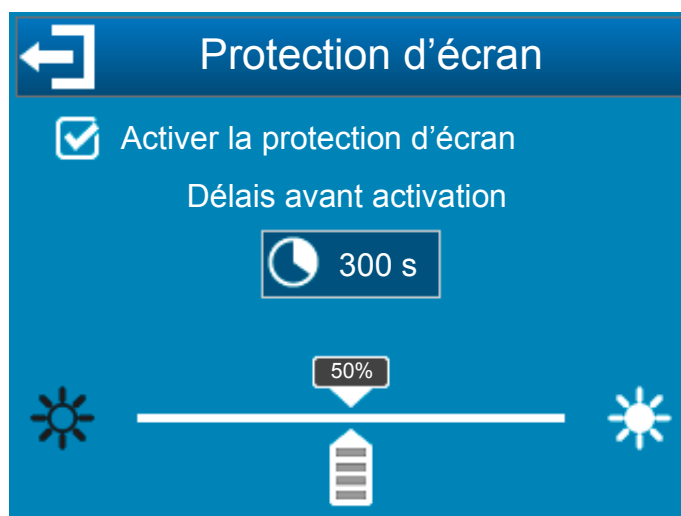 Protection d’écran
Activer la protection d’écran
Délais avant activation
300 s
50%